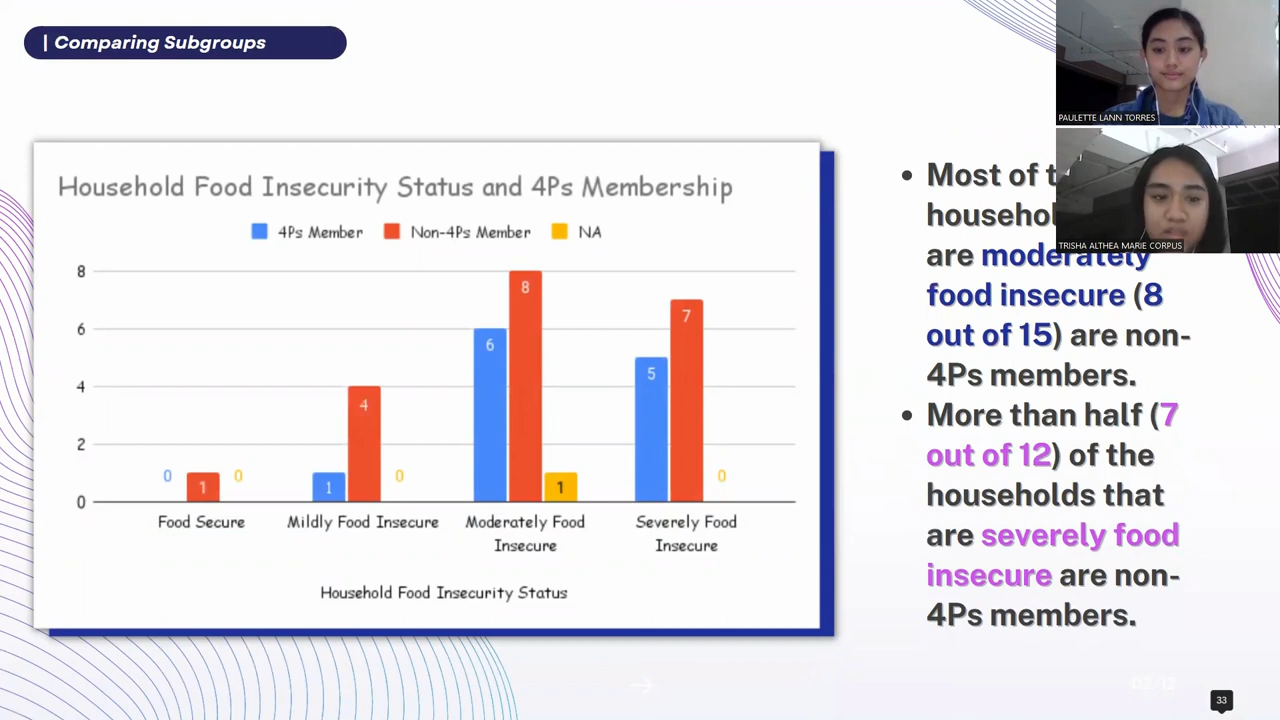 | Comparing Subgroups
PAULETTE LANN TORRES
TRISHA ALTHEA MARIE CORPUS
Household Food Insecurity Status and 4Ps Membership
4Ps Member Non-4Ps Member NA
8
6
4
2
0
0 1 0
1 4 0
6 8 1
5 7 0
Food Secure
Mildly Food Insecure
Moderately Food
Insecure
Severely Food
Insecure
Household Food Insecurity Status
• Most of
are moderately
food insecure (8
out of 15) are non-
4Ps members.
• More than half (7
out of 12) of the
households that
are severely food
insecure are non-
4Ps members.
33